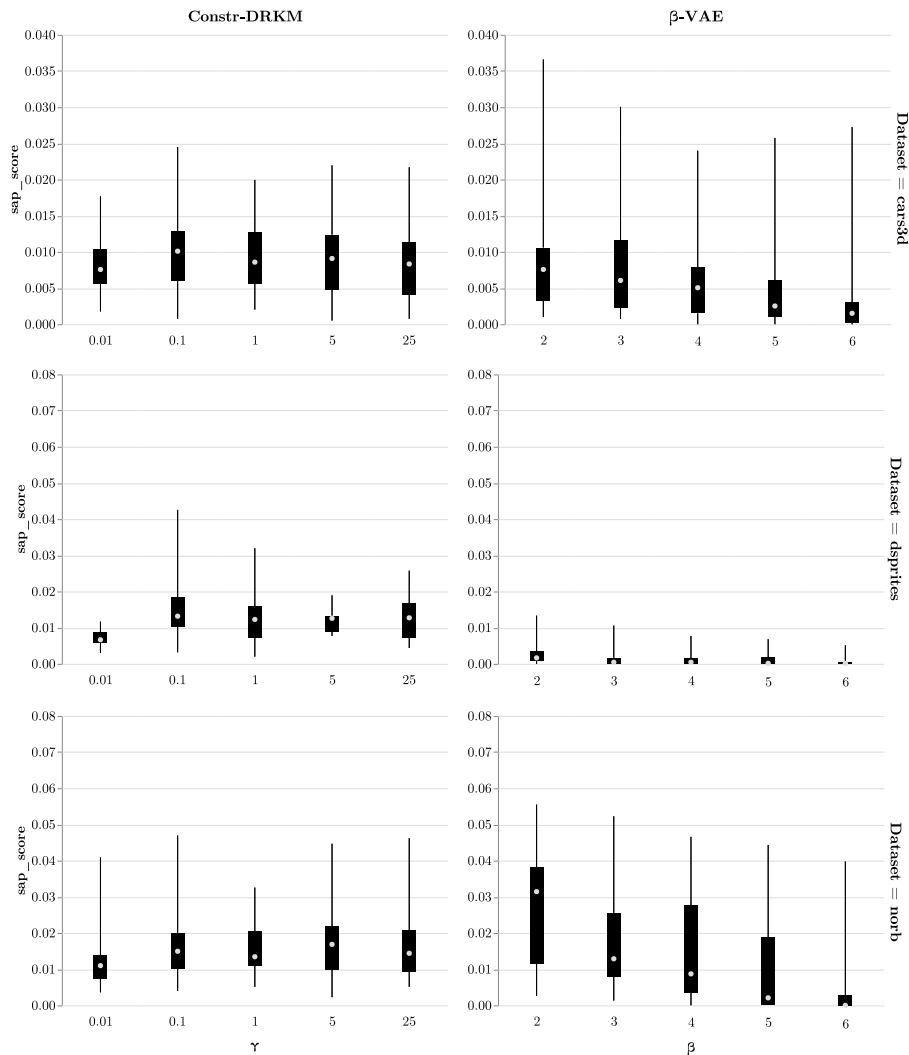 Constr-DRKM β-VAE
0.040 0.040
0.035 0.035
0.030 0.030
0.025 0.025
0.020 0.020
0.015 0.015
0.010 0.010
0.005 0.005
0.000 0.000
sap_score
Dataset = cars3d
0.01 0.1 1 5 25 2 3 4 5 6
0.08 0.08
0.07 0.07
0.06 0.06
0.05 0.05
0.04 0.04
0.03 0.03
0.02 0.02
0.01 0.01
0.00 0.00
sap_score
Dataset = dsprites
0.01 0.1 1 5 25 2 3 4 5 6
0.08 0.08
0.07 0.07
0.06 0.06
0.05 0.05
0.04 0.04
0.03 0.03
0.02 0.02
0.01 0.01
0.00 0.00
sap_score
Dataset = norb
0.01 0.1 1 5 25 2 3 4 5 6
γ β